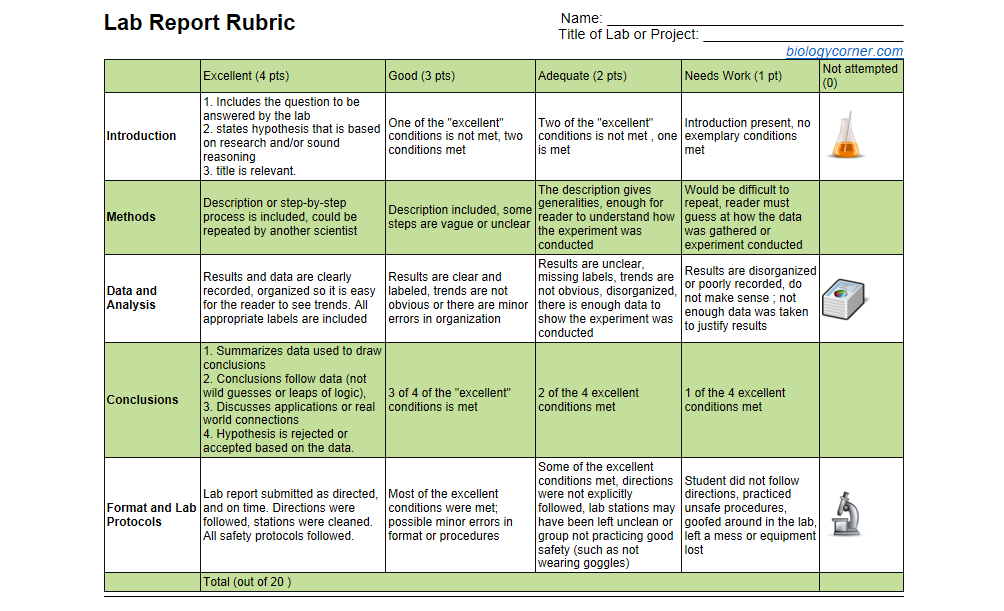 Lab Report Rubric
Name: ____________________
Title of Lab or Project: ____________________
biologycorner.com
Excellent (4 pts)
Good (3 pts)
Adequate (2 pts)
Needs Work (1 pt)
Not attempted
(0)
Introduction
1. Includes the question to be
answered by the lab
2. states hypothesis that is based
on research and/or sound
reasoning
3. title is relevant.
One of the "excellent"
conditions is not met, two
conditions met
Two of the "excellent"
conditions is not met , one
is met
Introduction present, no
exemplary conditions
met
Methods
Description or step-by-step
process is included, could be
repeated by another scientist
Description included, some
steps are vague or unclear
The description gives
generalities, enough for
reader to understand how
the experiment was
conducted
Would be difficult to
repeat, reader must
guess at how the data
was gathered or
experiment conducted
Data and
Analysis
Results and data are clearly
recorded, organized so it is easy
for the reader to see trends. All
appropriate labels are included
Results are clear and
labeled, trends are not
obvious or there are minor
errors in organization
Results are unclear,
missing labels, trends are
not obvious, disorganized,
there is enough data to
show the experiment was
conducted
Results are disorganized
or poorly recorded, do
not make sense ; not
enough data was taken
to justify results
Conclusions
1. Summarizes data used to draw
conclusions
2. Conclusions follow data (not
wild guesses or leaps of logic),
3. Discusses applications or real
world connections
4. Hypothesis is rejected or
accepted based on the data.
3 of 4 of the "excellent"
conditions is met
2 of the 4 excellent
conditions met
1 of the 4 excellent
conditions met
Format and Lab
Protocols
Lab report submitted as directed,
and on time. Directions were
followed, stations were cleaned.
All safety protocols followed.
Most of the excellent
conditions were met;
possible minor errors in
format or procedures
Some of the excellent
conditions met, directions
were not explicitly
followed, lab stations may
have been left unclean or
group not practicing good
safety (such as not
wearing goggles)
Student did not follow
directions, practiced
unsafe procedures,
goofed around in the lab,
left a mess or equipment
lost
Total (out of 20 )